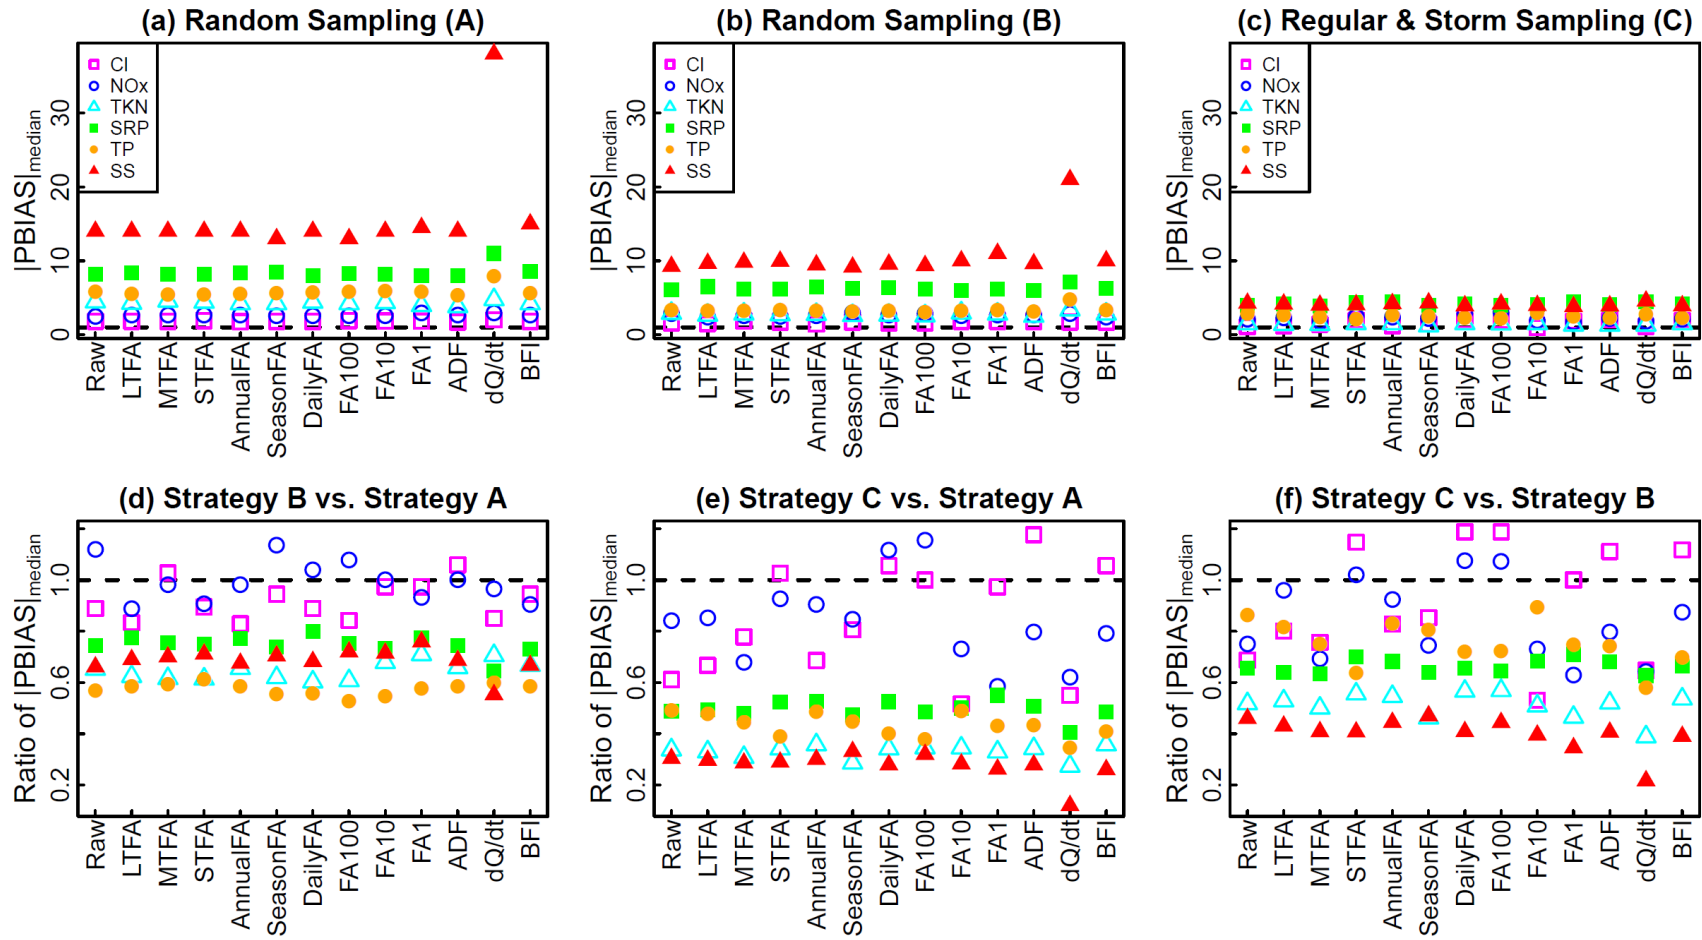 (a) Random Sampling (A)
|PBIAS|median
0 10 20 30
Cl
NOx
TKN
SRP
TP
SS
Raw LTFA MTFA STFA AnnualFA SeasonFA DailyFA FA100 FA10 FA1 ADF dQ/dt BFI
(b) Random Sampling (B)
|PBIAS|median
0 10 20 30
Cl
NOx
TKN
SRP
TP
SS
Raw LTFA MTFA STFA AnnualFA SeasonFA DailyFA FA100 FA10 FA1 ADF dQ/dt BFI
(c) Regular & Storm Sampling (C)
|PBIAS|median
0 10 20 30
Cl
NOx
TKN
SRP
TP
SS
Raw LTFA MTFA STFA AnnualFA SeasonFA DailyFA FA100 FA10 FA1 ADF dQ/dt BFI
(d) Strategy B vs. Strategy A
Ratio of |PBIAS|median
0.2 0.6 1.0
Raw LTFA MTFA STFA AnnualFA SeasonFA DailyFA FA100 FA10 FA1 ADF dQ/dt BFI
(e) Strategy C vs. Strategy A
Ratio of |PBIAS|median
0.2 0.6 1.0
Raw LTFA MTFA STFA AnnualFA SeasonFA DailyFA FA100 FA10 FA1 ADF dQ/dt BFI
(f) Strategy C vs. Strategy B
Ratio of |PBIAS|median
0.2 0.6 1.0
Raw LTFA MTFA STFA AnnualFA SeasonFA DailyFA FA100 FA10 FA1 ADF dQ/dt BFI